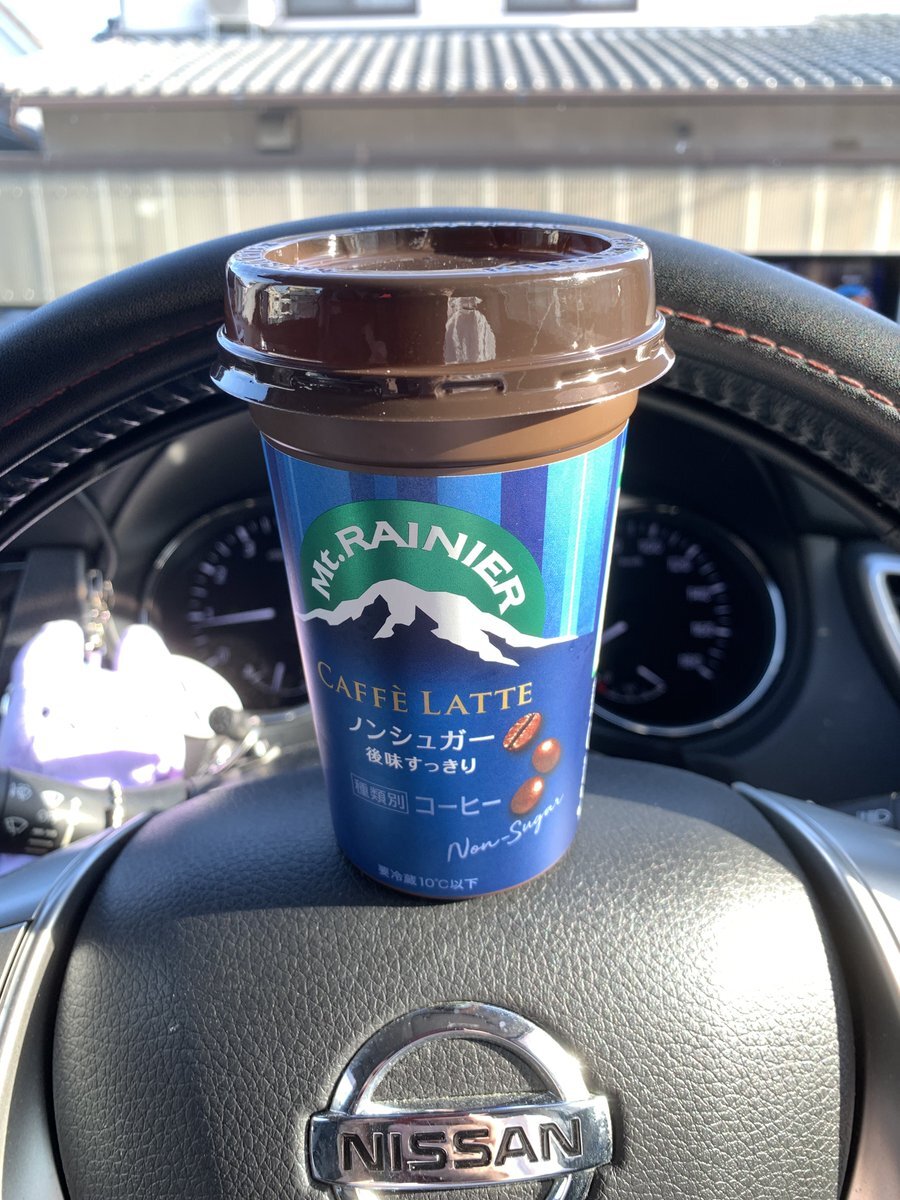 Mt. RAINIER
CAFFÈ LATTE
ノンシュガー
後味すっきり
種類別 コーヒー
Non-Sugar
要冷蔵10℃以下
NISSAN